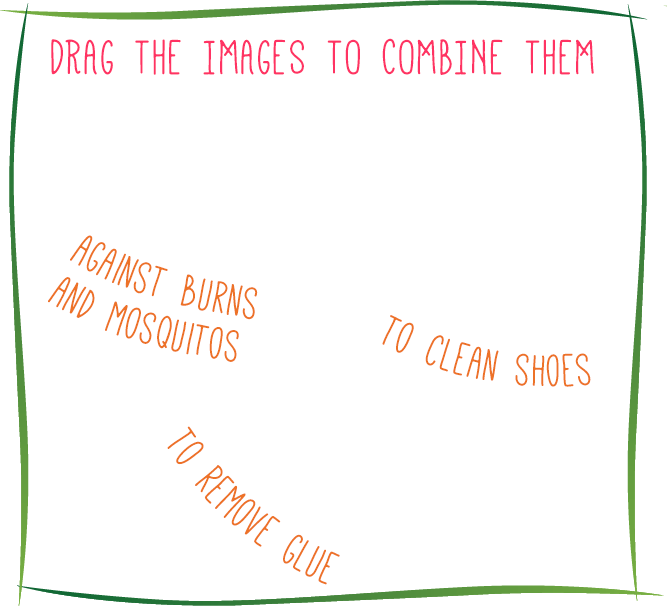 DRAG THE IMAGES TO COMBINE THEM
AGAINST BURNS
AND MOSQUITOS
TO CLEAN SHOES
TO REMOVE GLUE